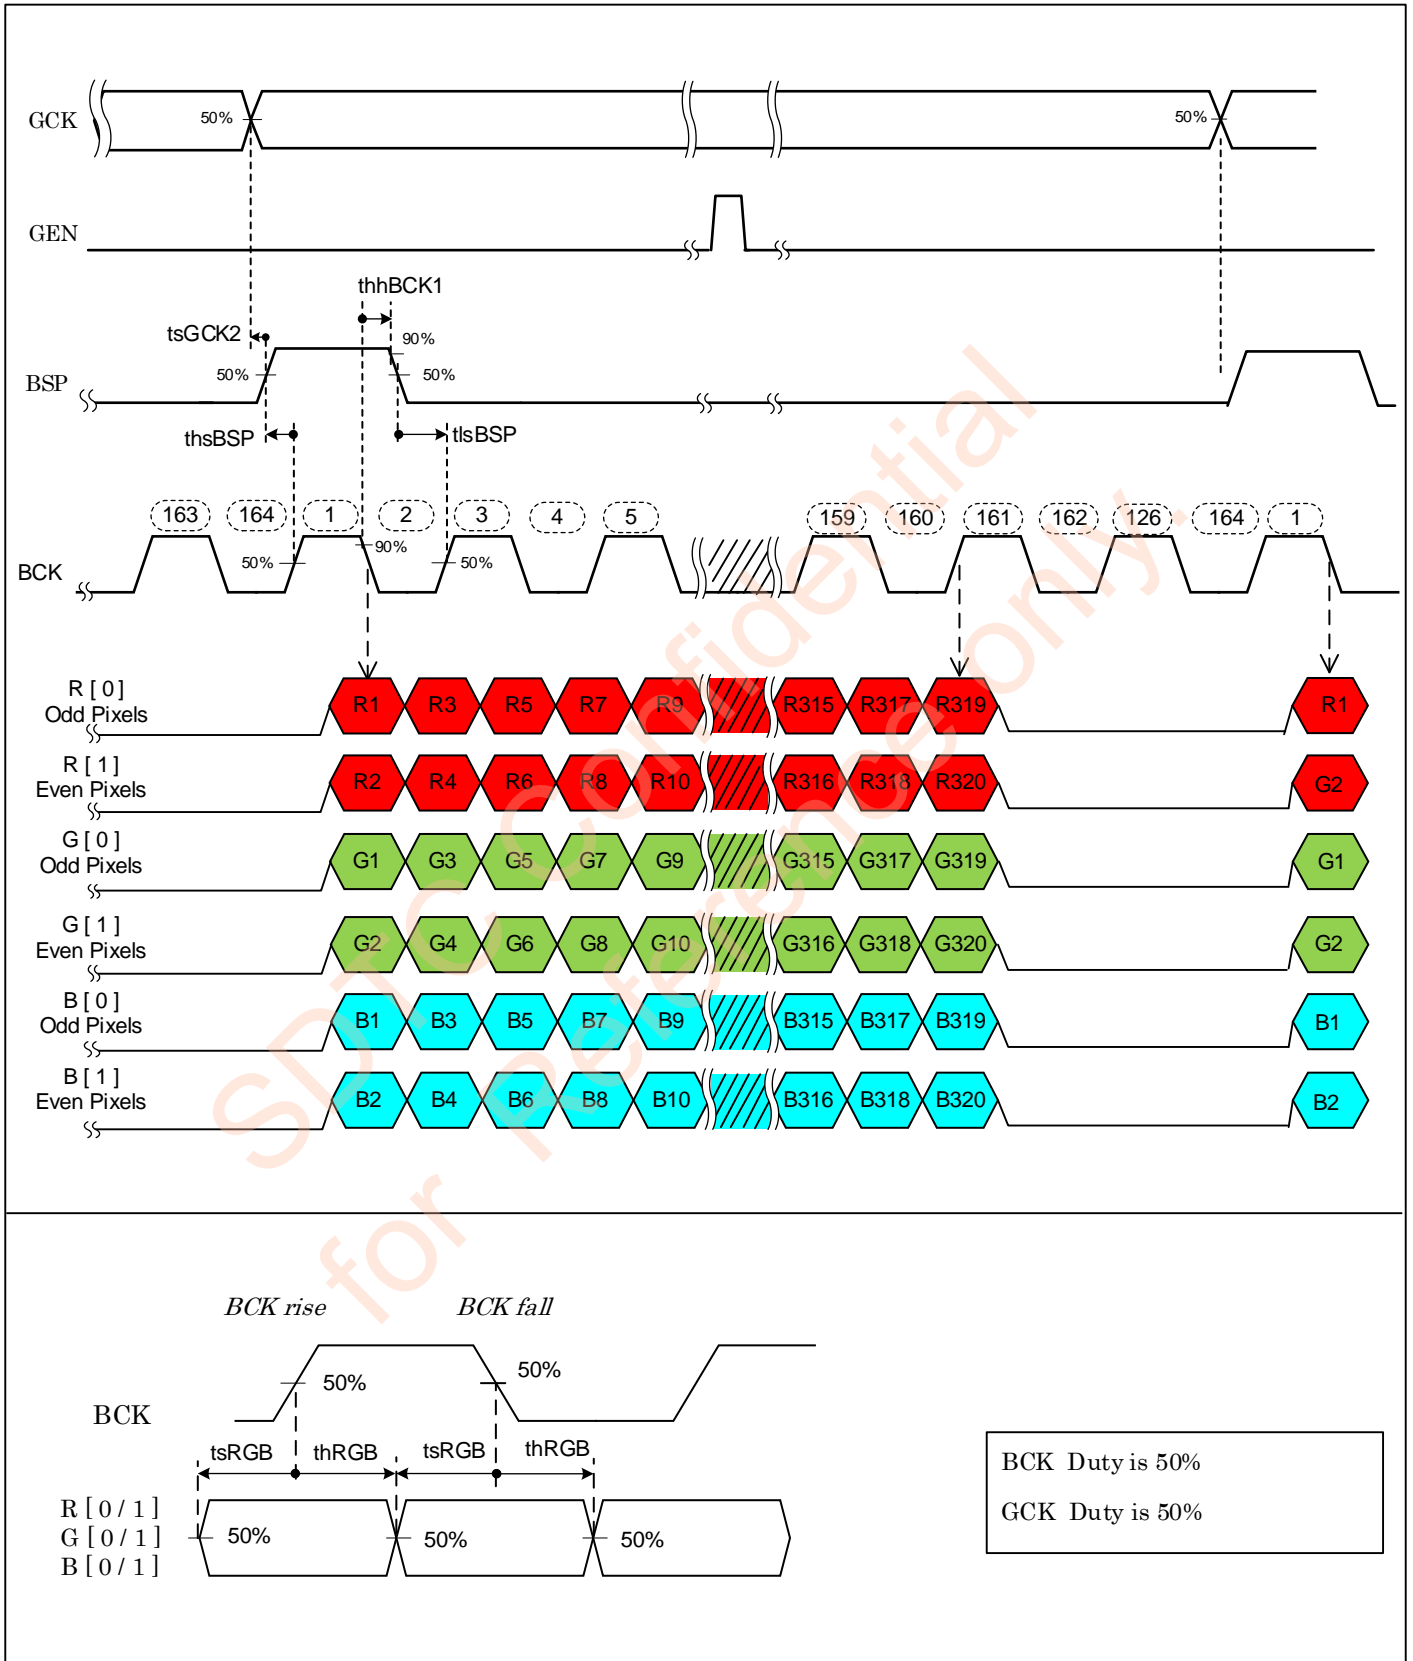 GCK
50%
50%
GEN
thhBCK1
tsGCK2
90%
50%
50%
BSP
thsBSP
tlsBSP
163 164 1 2 3 4 5 159 160 161 162 126 164 1
50%
90%
50%
BCK
R [ 0 ]
Odd Pixels
R1 R3 R5 R7 R9 R315 R317 R319 R1
R [ 1 ]
Even Pixels
R2 R4 R6 R8 R10 R316 R318 R320 G2
G [ 0 ]
Odd Pixels
G1 G3 G5 G7 G9 G315 G317 G319 G1
G [ 1 ]
Even Pixels
G2 G4 G6 G8 G10 G316 G318 G320 G2
B [ 0 ]
Odd Pixels
B1 B3 B5 B7 B9 B315 B317 B319 B1
B [ 1 ]
Even Pixels
B2 B4 B6 B8 B10 B316 B318 B320 B2
SDTC Confidential
for Reference only.
BCK rise
BCK fall
50%
50%
BCK
tsRGB thRGB tsRGB thRGB
R [ 0 / 1 ]
G [ 0 / 1 ]
B [ 0 / 1 ]
50%
50%
50%
BCK Duty is 50%
GCK Duty is 50%